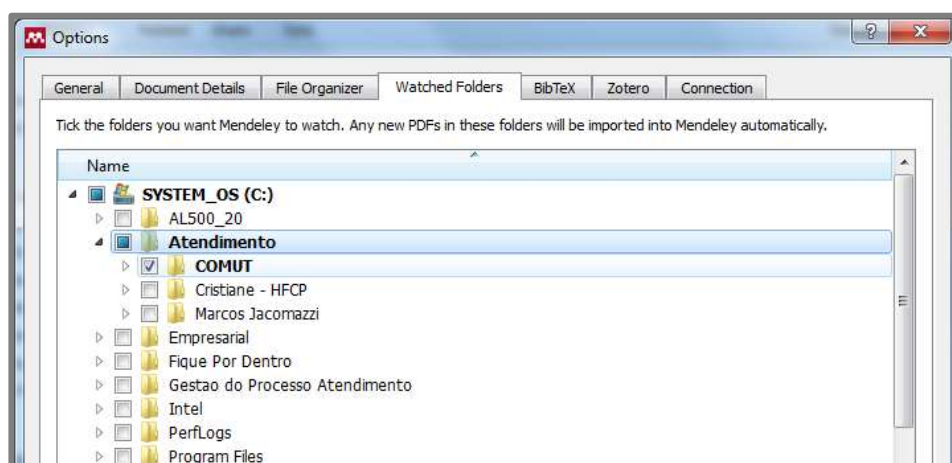 Options
General Document Details File Organizer Watched Folders BibTeX Zotero Connection
Tick the folders you want Mendeley to watch. Any new PDFs in these folders will be imported into Mendeley automatically.
Name
SYSTEM_OS (C:)
AL500_20
Atendimento
COMUT
Cristiane - HFCP
Marcos Jacomazzi
Empresarial
Fique Por Dentro
Gestao do Processo Atendimento
Intel
PerfLogs
Program Files